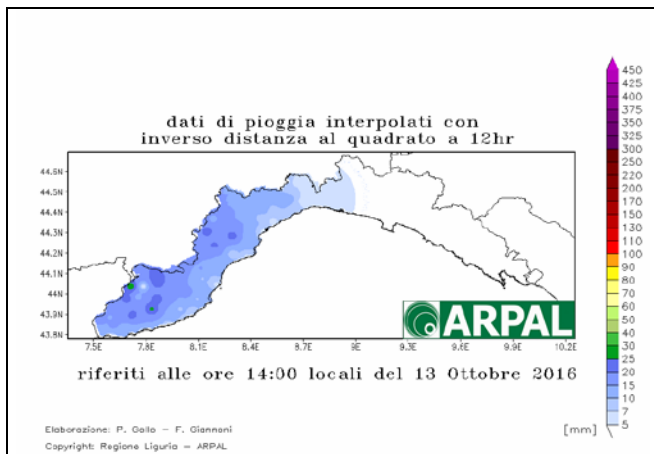 dati di pioggia interpolati con
inverso distanza al quadrato a 12hr
44.6N
44.5N
44.4N
44.3N
44.2N
44.1N
44N
43.9N
43.8N
7.5E 7.8E 8.1E 8.4E 8.7E 9E 9.3E 9.6E 9.9E 10.2E
ARPAL
riferiti alle ore 14:00 locali del 13 Ottobre 2016
450
425
400
375
350
325
300
250
200
170
150
130
110
100
90
80
70
60
50
40
30
25
20
15
10
7
5
[mm]
Elaborazione: P. Gollo – F. Giannoni
Copyright: Regione Liguria – ARPAL